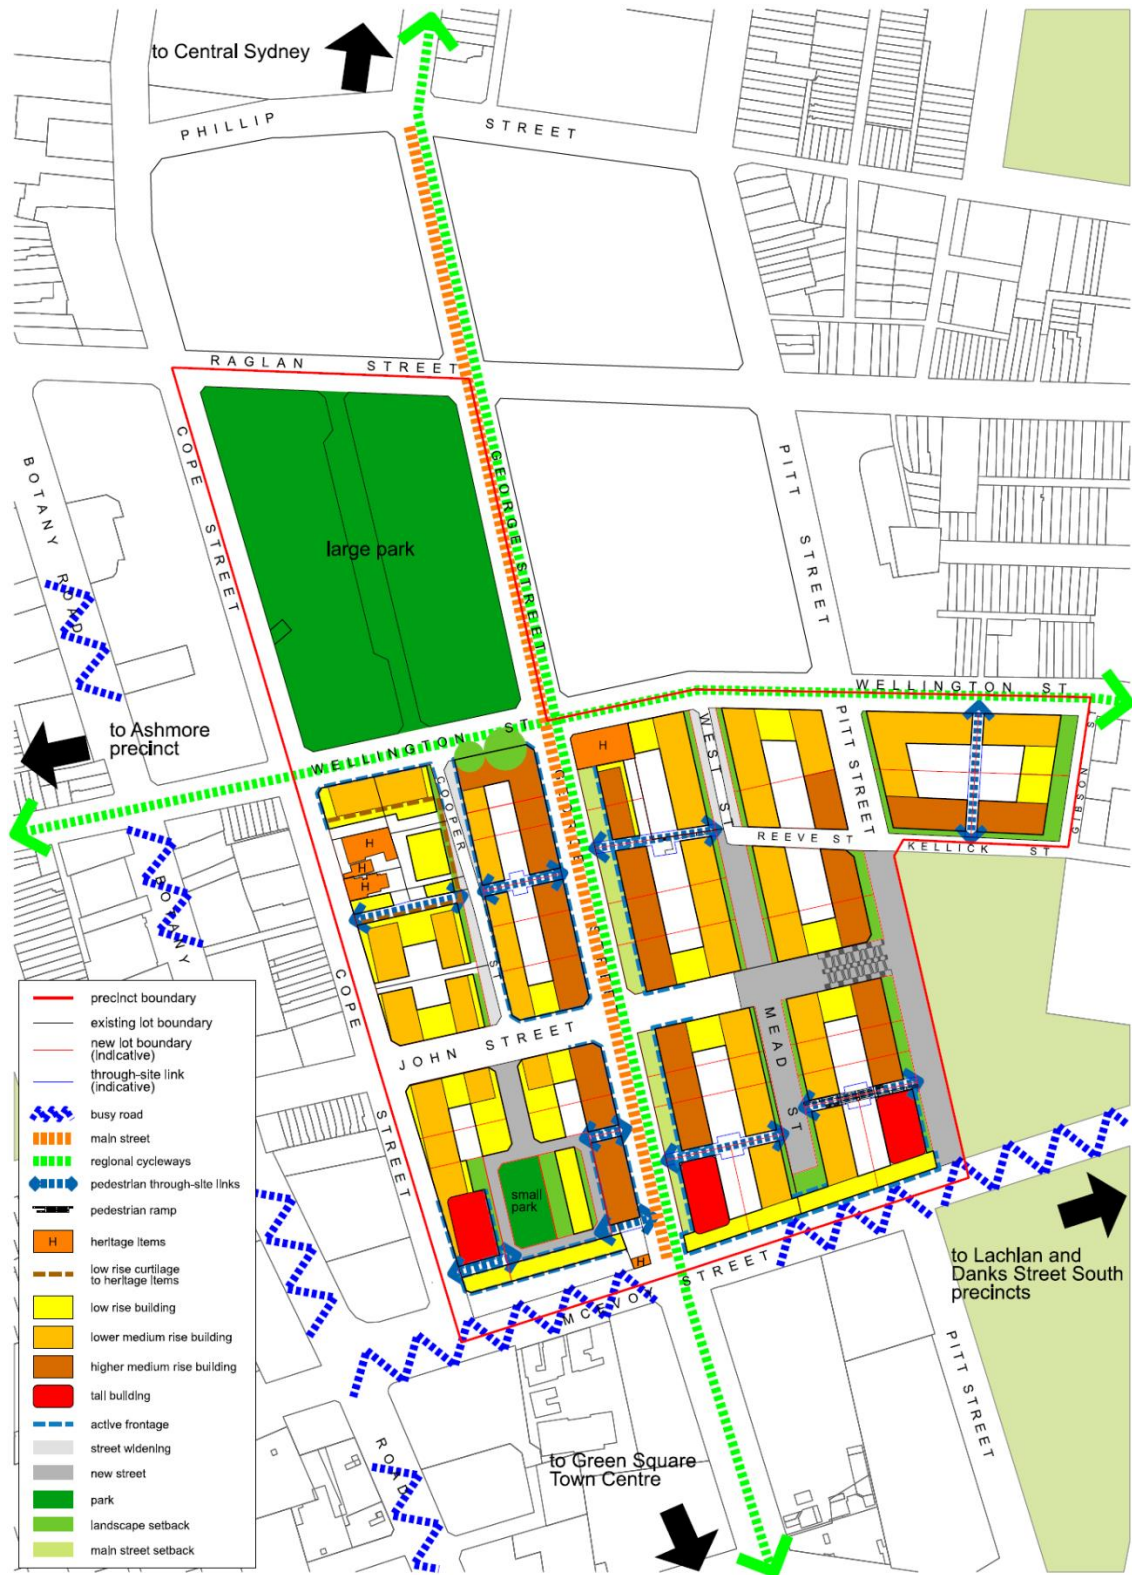 to Central Sydney
PHILLIP STREET
RAGLAN STREET
COPE STREET
BOTANY ROAD
GEORGE STREET
PITT STREET
large park
WELLINGTON ST
to Ashmore
precinct
WELLINGTON ST
H
WEST ST
PITT STREET
GIBSON ST
COOPER ST
GEORGE STREET
REEVE ST
KELLICK ST
H
H
H
BOTANY
COPE STREET
JOHN STREET
MEAD ST
small
park
H
MCEVOY STREET
to Lachlan and
Danks Street South
precincts
PITT STREET
ROAD
to Green Square
Town Centre
precinct boundary
existing lot boundary
new lot boundary
(indicative)
through-site link
(indicative)
busy road
main street
regional cycleways
pedestrian through-site links
pedestrian ramp
H heritage items
low rise curtilage
to heritage items
low rise building
lower medium rise building
higher medium rise building
tall building
active frontage
street widening
new street
park
landscape setback
main street setback